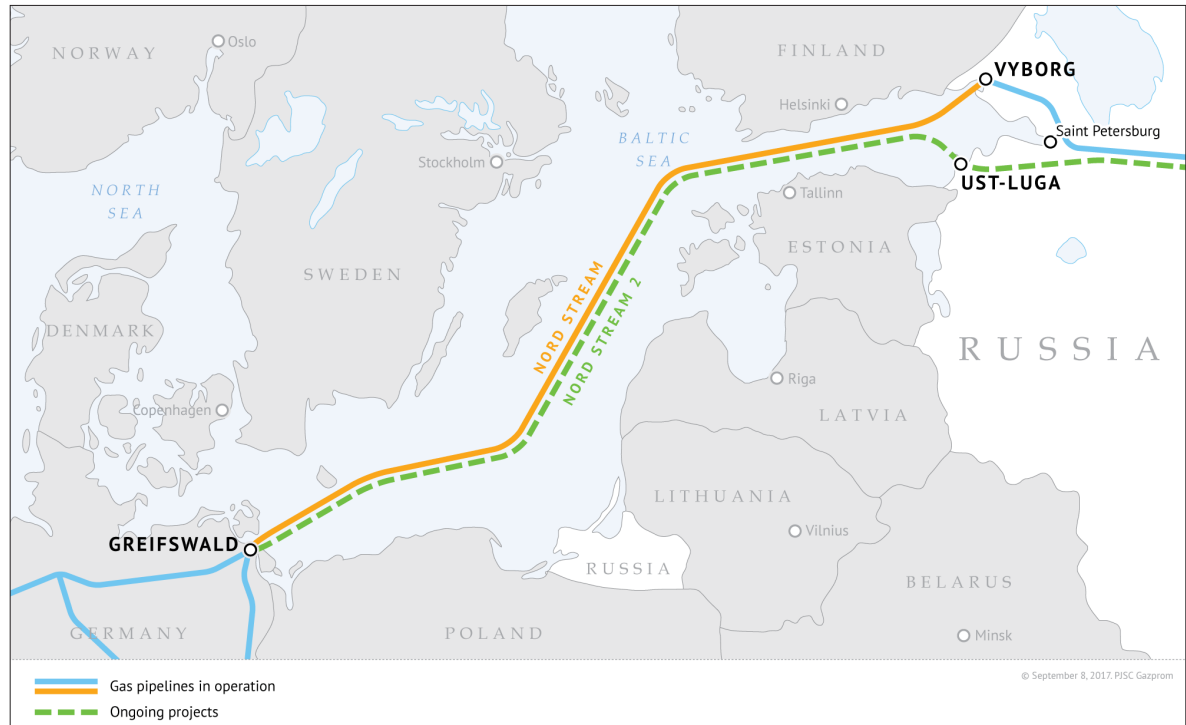 NORWAY
Oslo
FINLAND
VYBORG
Helsinki
Saint Petersburg
BALTIC
SEA
Stockholm
UST-LUGA
NORTH
SEA
Tallinn
ESTONIA
SWEDEN
NORD STREAM
NORD STREAM 2
DENMARK
RUSSIA
Riga
Copenhagen
LATVIA
LITHUANIA
Vilnius
GREIFSWALD
RUSSIA
BELARUS
GERMANY
POLAND
Minsk
© September 8, 2017. PJSC Gazprom
Gas pipelines in operation
Ongoing projects